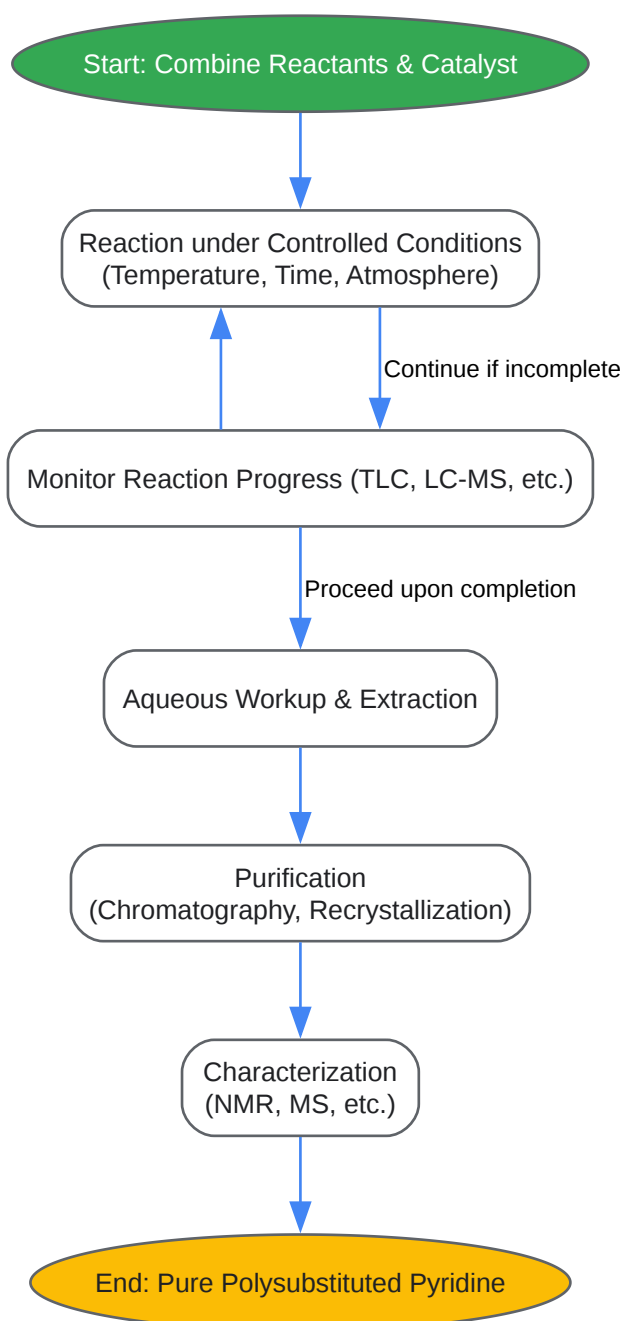 Start: Combine Reactants & Catalyst
Reaction under Controlled Conditions
(Temperature, Time, Atmosphere)
Continue if incomplete
Monitor Reaction Progress (TLC, LC-MS, etc.)
Proceed upon completion
Aqueous Workup & Extraction
Purification
(Chromatography, Recrystallization)
Characterization
(NMR, MS, etc.)
End: Pure Polysubstituted Pyridine